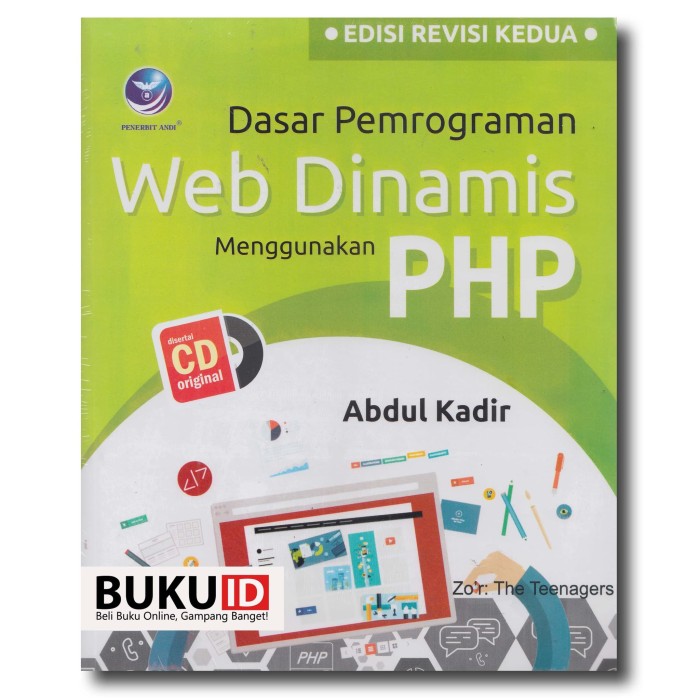 • EDISI REVISI KEDUA •
PENERBIT ANDI®
Dasar Pemrograman
Web Dinamis
Menggunakan PHP
disertai
CD
original
Abdul Kadir
</>
BUKU ID
Beli Buku Online, Gampang Banget!
Zo'r: The Teenagers
PHP